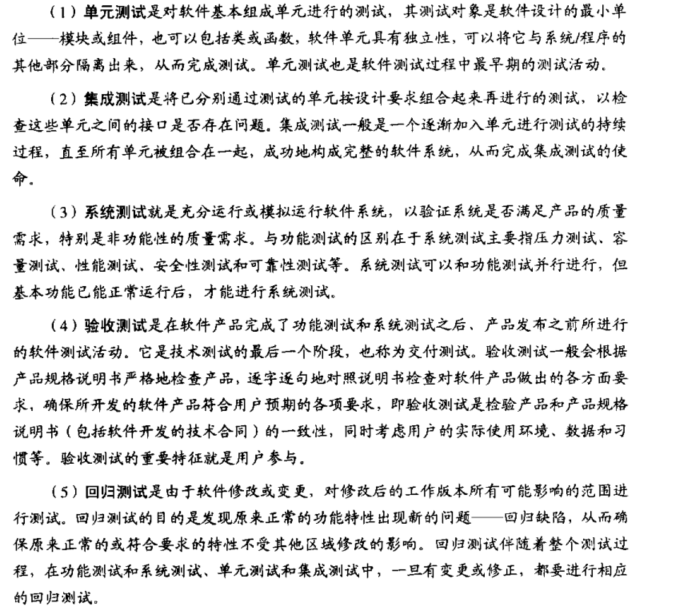 （1）单元测试是对软件基本组成单元进行的测试，其测试对象是软件设计的最小单
位——模块或组件，也可以包括类或函数，软件单元具有独立性，可以将它与系统/程序的
其他部分隔离出来，从而完成测试。单元测试也是软件测试过程中最早期的测试活动。
（2）集成测试是将已分别通过测试的单元按设计要求组合起来再进行的测试，以检
查这些单元之间的接口是否存在问题。集成测试一般是一个逐渐加入单元进行测试的持续
过程，直至所有单元被组合在一起，成功地构成完整的软件系统，从而完成集成测试的使
命。
（3）系统测试就是充分运行或模拟运行软件系统，以验证系统是否满足产品的质量
需求，特别是非功能性的质量需求。与功能测试的区别在于系统测试主要指压力测试、容
量测试、性能测试、安全性测试和可靠性测试等。系统测试可以和功能测试并行进行，但
基本功能已能正常运行后，才能进行系统测试。
（4）验收测试是在软件产品完成了功能测试和系统测试之后、产品发布之前所进行
的软件测试活动。它是技术测试的最后一个阶段，也称为交付测试。验收测试一般会根据
产品规格说明书严格地检查产品，逐字逐句地对照说明书检查对软件产品做出的各方面要
求，确保所开发的软件产品符合用户预期的各项要求，即验收测试是检验产品和产品规格
说明书（包括软件开发的技术合同）的一致性，同时考虑用户的实际使用环境、数据和习
惯等。验收测试的重要特征就是用户参与。
（5）回归测试是由于软件修改或变更，对修改后的工作版本所有可能影响的范围进
行测试。回归测试的目的是发现原来正常的功能特性出现新的问题——回归缺陷，从而确
保原来正常的或符合要求的特性不受其他区域修改的影响。回归测试伴随着整个测试过
程，在功能测试和系统测试、单元测试和集成测试中，一旦有变更或修正，都要进行相应
的回归测试。